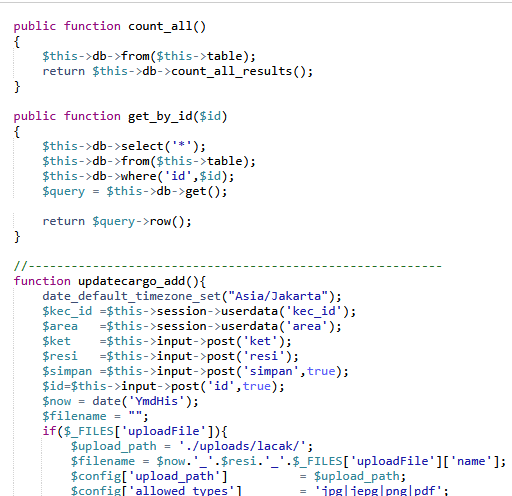 public function count_all()
{
    $this->db->from($this->table);
    return $this->db->count_all_results();
}
public function get_by_id($id)
{
    $this->db->select('*');
    $this->db->from($this->table);
    $this->db->where('id',$id);
    $query = $this->db->get();
    return $query->row();
}
//----------------------------------------------------------
function updatecargo_add(){
    date_default_timezone_set("Asia/Jakarta");
    $kec_id =$this->session->userdata('kec_id');
    $area   =$this->session->userdata('area');
    $ket    =$this->input->post('ket');
    $resi   =$this->input->post('resi');
    $simpan =$this->input->post('simpan',true);
    $id=$this->input->post('id',true);
    $now = date('YmdHis');
    $filename = "";
    if($_FILES['uploadFile']){
        $upload_path = './uploads/lacak/';
        $filename = $now.'_'.$resi.'_'.$_FILES['uploadFile']['name'];
        $config['upload_path']          = $upload_path;
        $config['allowed_types']        = 'jpg|jepg|png|pdf';